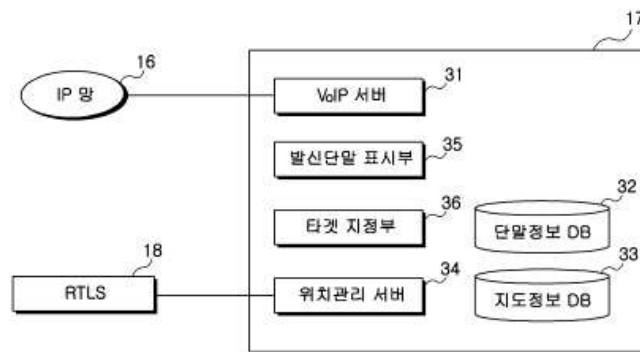 17
16
IP 망
VoIP 서버
31
발신단말 표시부
35
타겟 지정부
36
32
단말정보 DB
18
RTLS
위치관리 서버
34
33
지도정보 DB